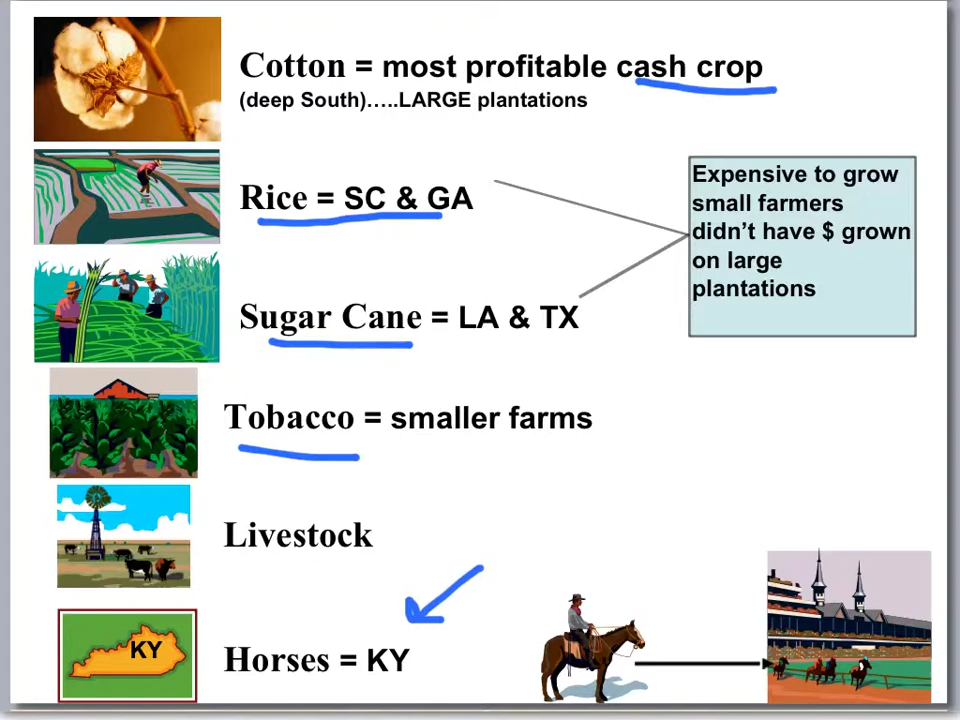 Cotton = most profitable cash crop
(deep South)…..LARGE plantations
Rice = SC & GA
Expensive to grow
small farmers
didn't have $ grown
on large
plantations
Sugar Cane = LA & TX
Tobacco = smaller farms
Livestock
KY
Horses = KY